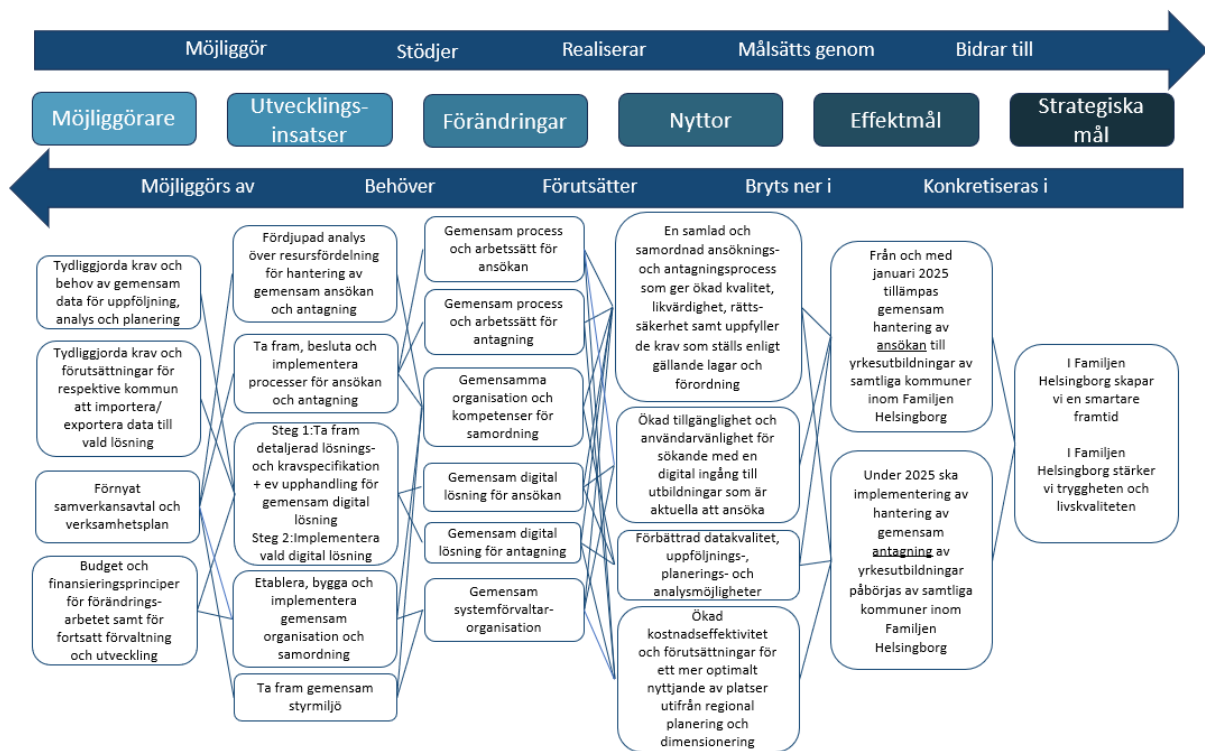 Möjliggör
Stödjer
Realiserar
Målsätts genom
Bidrar till
Möjliggörare
Utvecklings-
insatser
Förändringar
Nyttor
Effektmål
Strategiska
mål
Möjliggörs av
Behöver
Förutsätter
Bryts ner i
Konkretiseras i
Tydliggjorda krav och
behov av gemensam
data för uppföljning,
analys och planering
Tydliggjorda krav och
förutsättningar för
respektive kommun
att importera/
exportera data till
vald lösning
Förnyat
samverkansavtal och
verksamhetsplan
Budget och
finansieringsprinciper
för förändrings-
arbetet samt för
fortsatt förvaltning
och utveckling
Fördjupad analys
över resursfördelning
för hantering av
gemensam ansökan
och antagning
Ta fram, besluta och
implementera
processer för ansökan
och antagning
Steg 1:Ta fram
detaljerad lösnings-
och kravspecifikation
+ ev upphandling för
gemensam digital
lösning
Steg 2:Implementera
vald digital lösning
Etablera, bygga och
implementera
gemensam
organisation och
samordning
Ta fram gemensam
styrmiljö
Gemensam process
och arbetssätt för
ansökan
Gemensam process
och arbetssätt för
antagning
Gemensamma
organisation och
kompetenser för
samordning
Gemensam digital
lösning för ansökan
Gemensam digital
lösning för antagning
Gemensam
systemförvaltar-
organisation
En samlad och
samordnad ansöknings-
och antagningsprocess
som ger ökad kvalitet,
likvärdighet, rätts-
säkerhet samt uppfyller
de krav som ställs enligt
gällande lagar och
förordning
Ökad tillgänglighet och
användarvänlighet för
sökande med en
digital ingång till
utbildningar som är
aktuella att ansöka
Förbättrad datakvalitet,
uppföljnings-,
planerings- och
analysmöjligheter
Ökad
kostnadseffektivitet
och förutsättningar för
ett mer optimalt
nyttjande av platser
utifrån regional
planering och
dimensionering
Från och med
januari 2025
tillämpas
gemensam
hantering av
ansökan till
yrkesutbildningar av
samtliga kommuner
inom Familjen
Helsingborg
Under 2025 ska
implementering av
hantering av
gemensam
antagning av
yrkesutbildningar
påbörjas av samtliga
kommuner inom
Familjen
Helsingborg
I Familjen
Helsingborg skapar
vi en smartare
framtid
I Familjen
Helsingborg stärker
vi tryggheten och
livskvaliteten